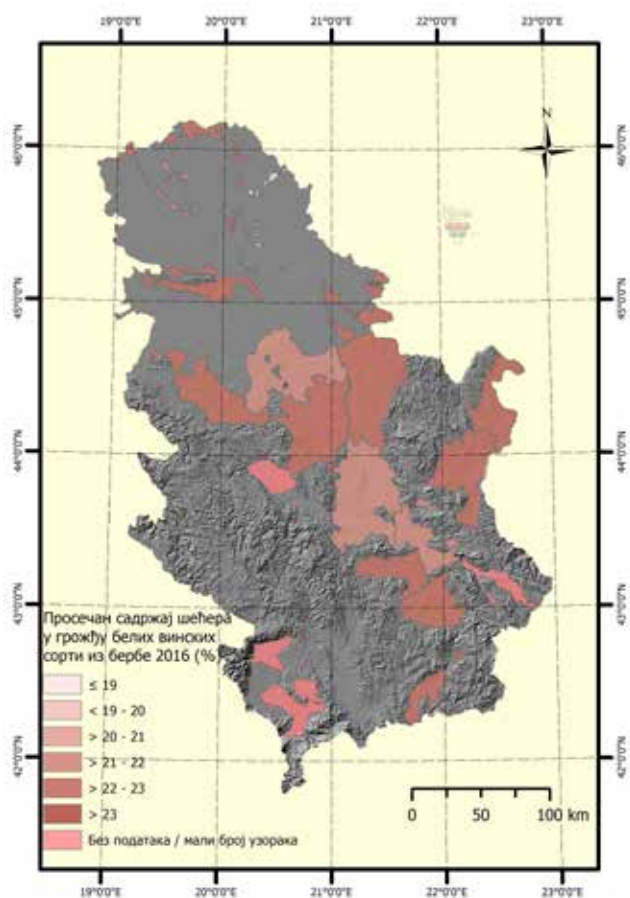 19°0'0"E 20°0'0"E 21°0'0"E 22°0'0"E 23°0'0"E
N
46°0'0"N 46°0'0"N
45°0'0"N 45°0'0"N
44°0'0"N 44°0'0"N
43°0'0"N 43°0'0"N
Просечан садржај шећера
у грожђу белих винских
сорти из бербе 2016 (%)
≤ 19
< 19 - 20
> 20 - 21
> 21 - 22
> 22 - 23
> 23
Без података / мали број узорака
42°0'0"N 42°0'0"N
0 50 100 km
19°0'0"E 20°0'0"E 21°0'0"E 22°0'0"E 23°0'0"E